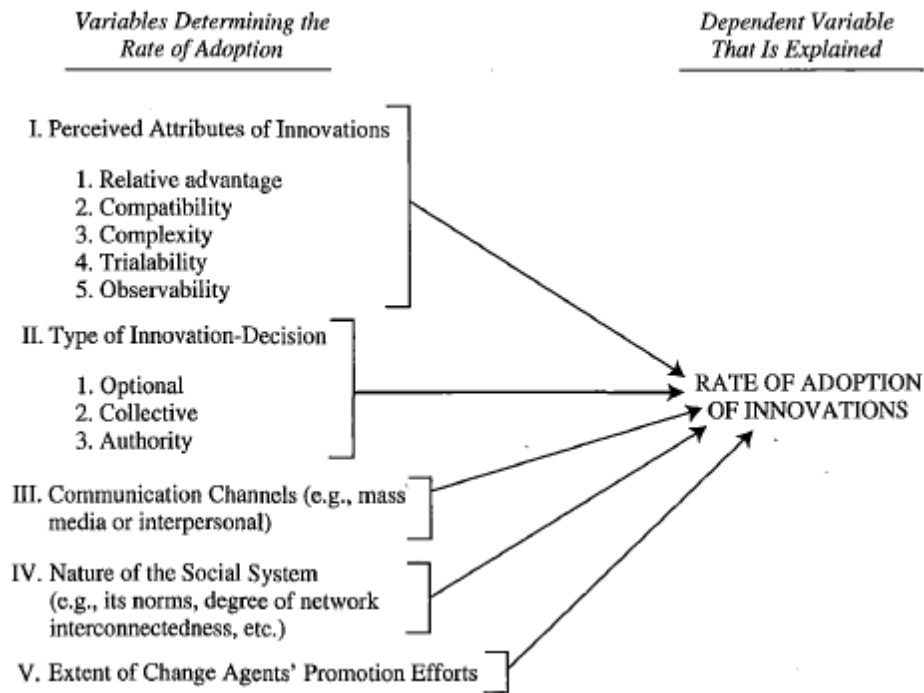 Variables Determining the
Rate of Adoption
Dependent Variable
That Is Explained
I. Perceived Attributes of Innovations
1. Relative advantage
2. Compatibility
3. Complexity
4. Trialability
5. Observability
II. Type of Innovation-Decision
1. Optional
2. Collective
3. Authority
III. Communication Channels (e.g., mass
media or interpersonal)
IV. Nature of the Social System
(e.g., its norms, degree of network
interconnectedness, etc.)
V. Extent of Change Agents' Promotion Efforts
RATE OF ADOPTION
OF INNOVATIONS